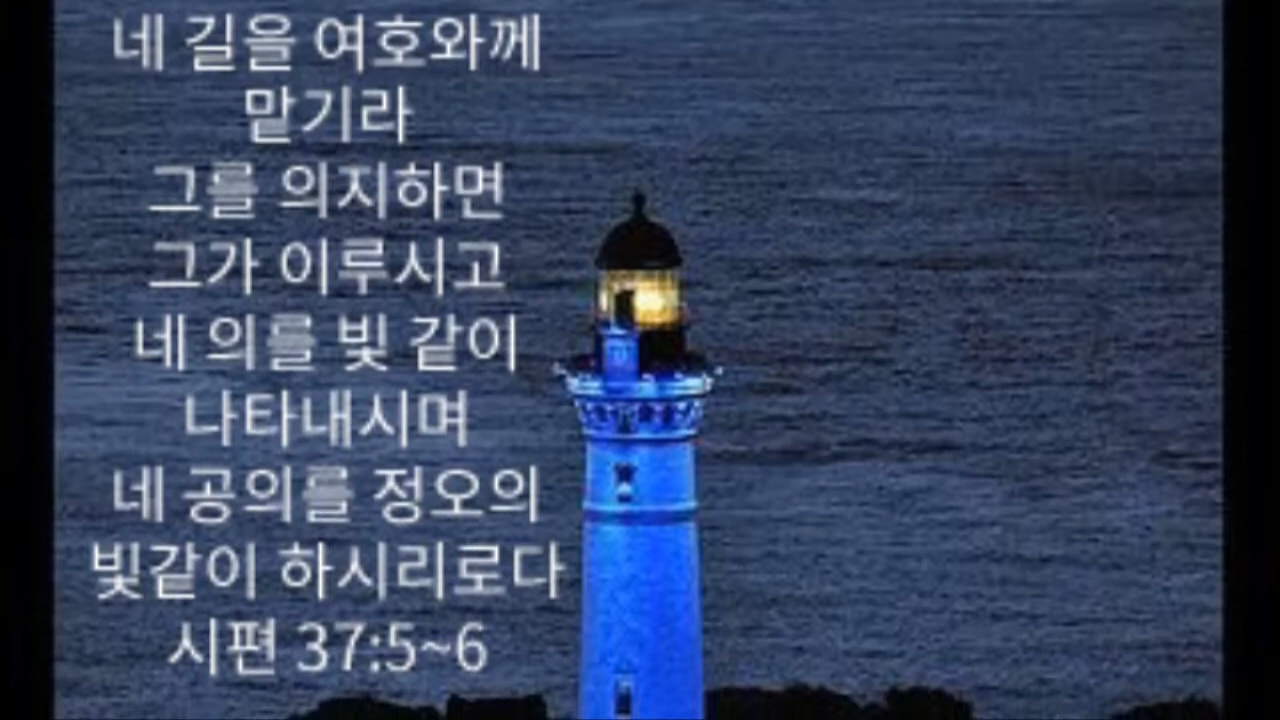 네 길을 여호와께
맡기라
그를 의지하면
그가 이루시고
네 의를 빛 같이
나타내시며
네 공의를 정오의
빛같이 하시리로다
시편 37:5~6